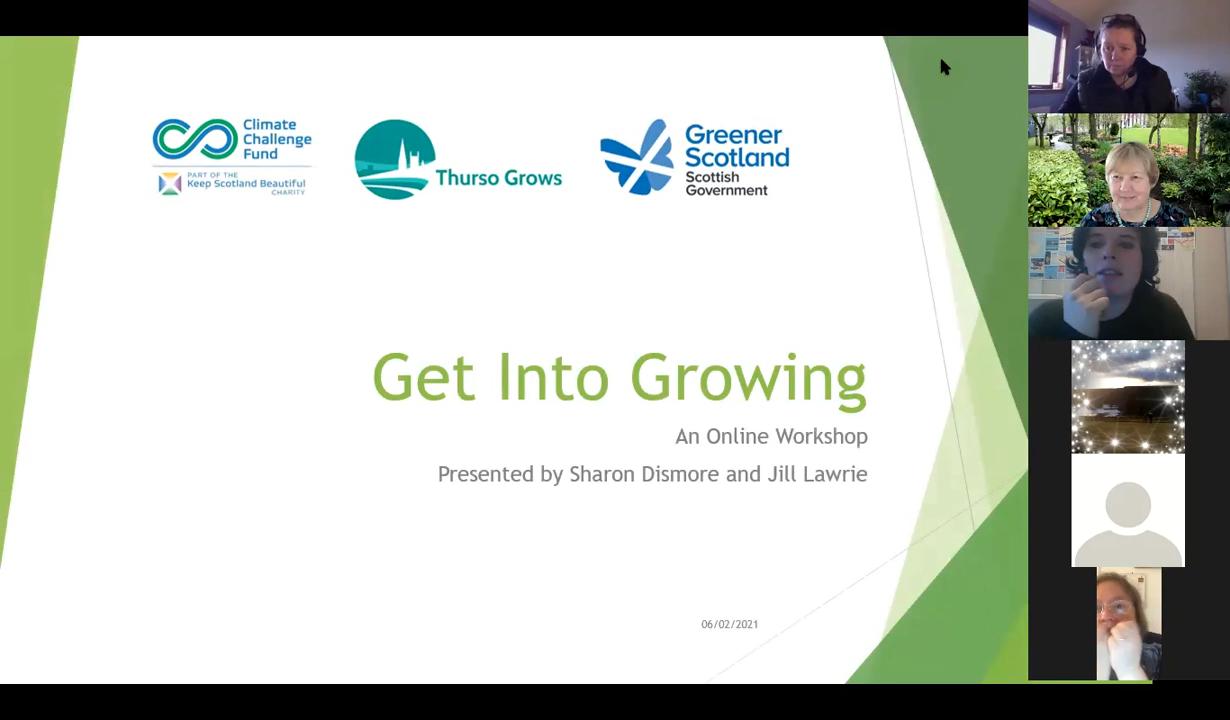 Climate
Challenge
Fund
PART OF THE
Keep Scotland Beautiful
CHARITY
Thurso Grows
Greener
Scotland
Scottish
Government
Get Into Growing
An Online Workshop
Presented by Sharon Dismore and Jill Lawrie
06/02/2021